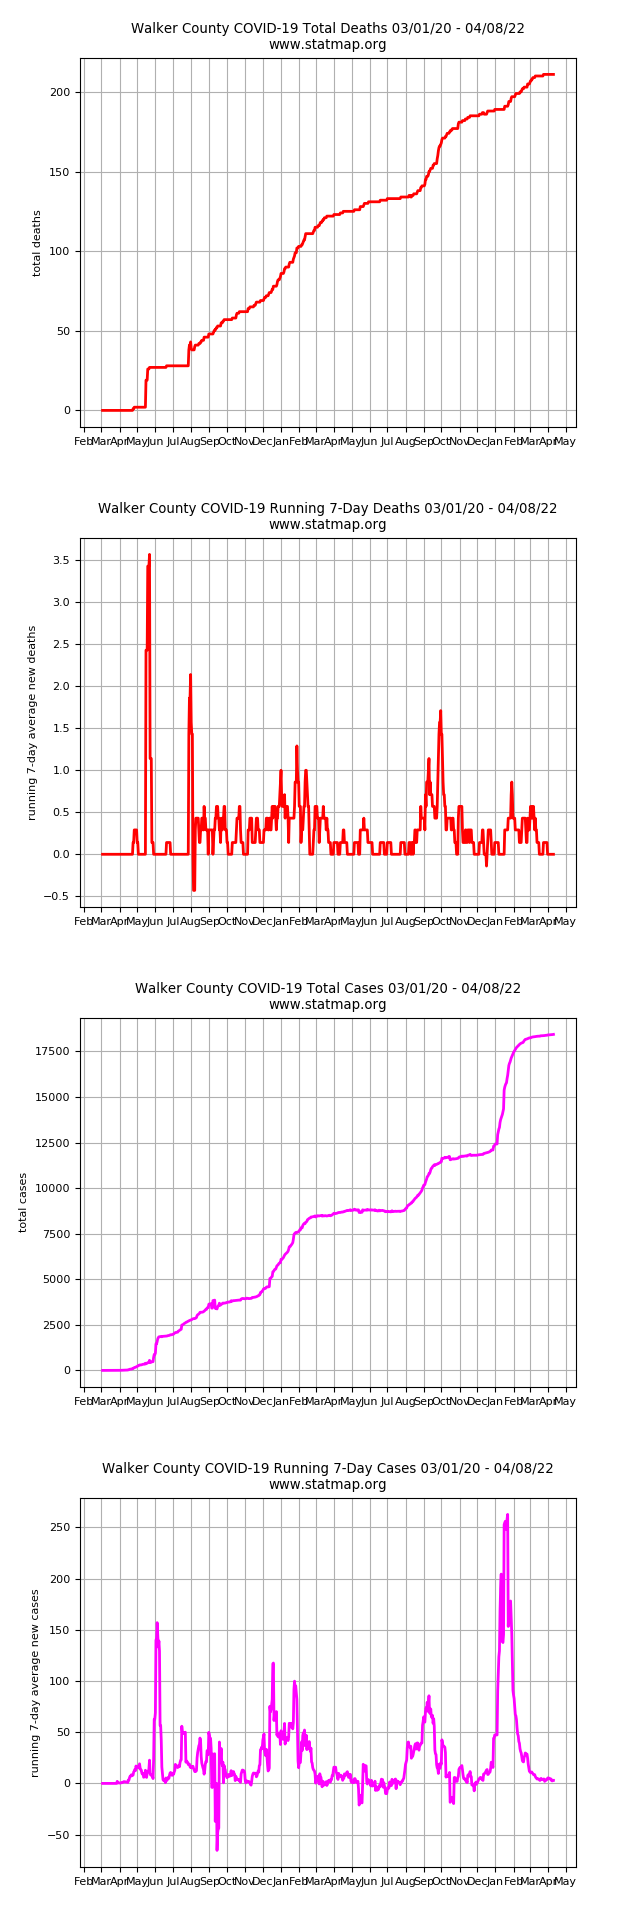 Walker County COVID-19 Total Deaths 03/01/20 - 04/08/22
www.statmap.org
total deaths
200
150
100
50
0
Feb Mar Apr May Jun Jul Aug Sep Oct Nov Dec Jan Feb Mar Apr May Jun Jul Aug Sep Oct Nov Dec Jan Feb Mar Apr May
Walker County COVID-19 Running 7-Day Deaths 03/01/20 - 04/08/22
www.statmap.org
running 7-day average new deaths
3.5
3.0
2.5
2.0
1.5
1.0
0.5
0.0
−0.5
Feb Mar Apr May Jun Jul Aug Sep Oct Nov Dec Jan Feb Mar Apr May Jun Jul Aug Sep Oct Nov Dec Jan Feb Mar Apr May
Walker County COVID-19 Total Cases 03/01/20 - 04/08/22
www.statmap.org
total cases
17500
15000
12500
10000
7500
5000
2500
0
Feb Mar Apr May Jun Jul Aug Sep Oct Nov Dec Jan Feb Mar Apr May Jun Jul Aug Sep Oct Nov Dec Jan Feb Mar Apr May
Walker County COVID-19 Running 7-Day Cases 03/01/20 - 04/08/22
www.statmap.org
running 7-day average new cases
250
200
150
100
50
0
−50
Feb Mar Apr May Jun Jul Aug Sep Oct Nov Dec Jan Feb Mar Apr May Jun Jul Aug Sep Oct Nov Dec Jan Feb Mar Apr May